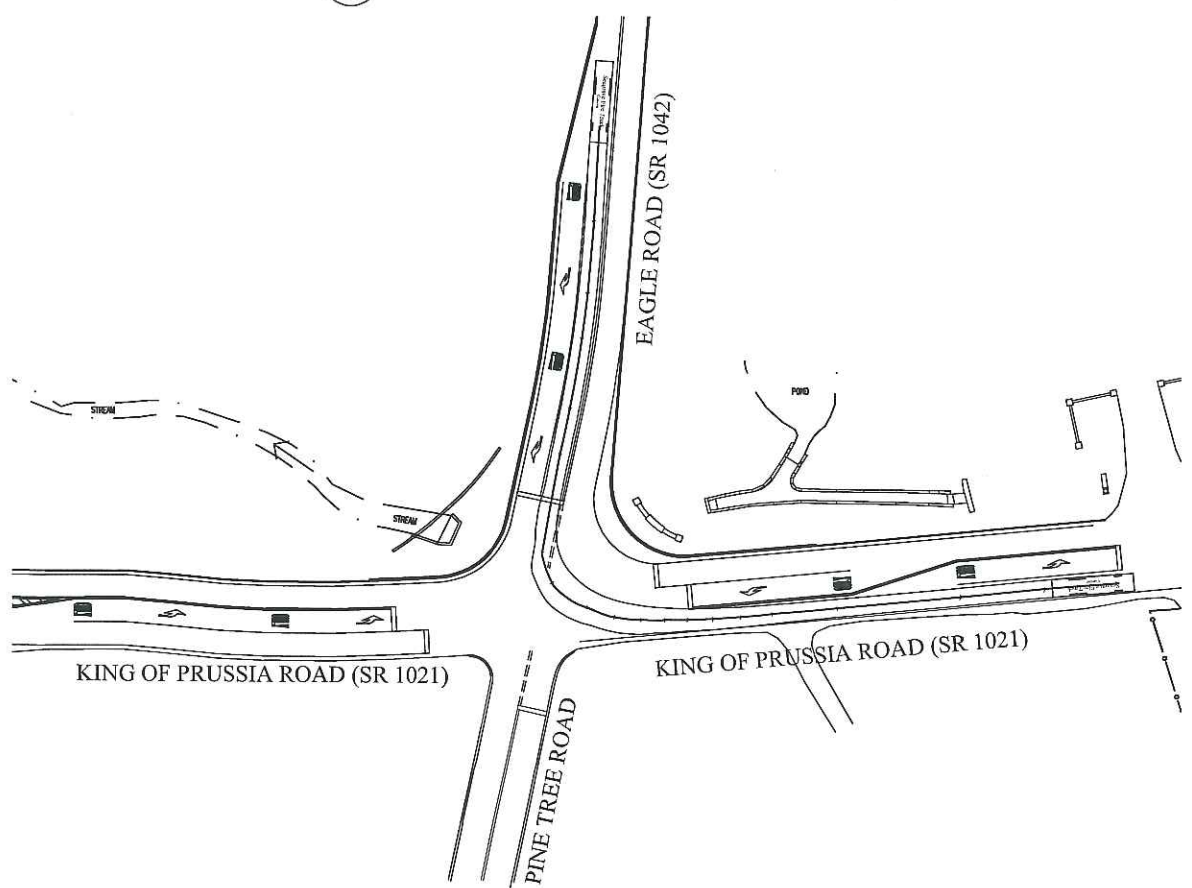 EAGLE ROAD (SR 1042)
POND
STREAM
STREAM
KING OF PRUSSIA ROAD (SR 1021)
KING OF PRUSSIA ROAD (SR 1021)
PINE TREE ROAD